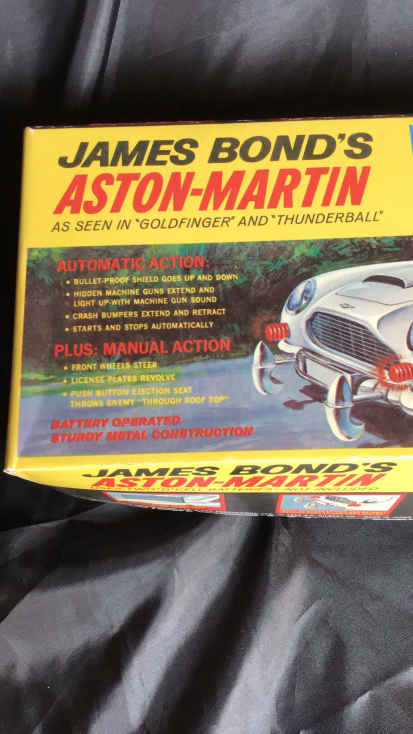 JAMES BOND'S
ASTON-MARTIN
AS SEEN IN "GOLDFINGER" AND "THUNDERBALL"
AUTOMATIC ACTION:
• BULLET-PROOF SHIELD GOES UP AND DOWN
• HIDDEN MACHINE GUNS EXTEND AND
LIGHT UP-WITH MACHINE GUN SOUND
• CRASH BUMPERS EXTEND AND RETRACT
• STARTS AND STOPS AUTOMATICALLY
PLUS: MANUAL ACTION
• FRONT WHEELS STEER
• LICENSE PLATES REVOLVE
• PUSH BUTTON EJECTION SEAT
THROWS ENEMY "THROUGH ROOF TOP"
BATTERY OPERATED
STURDY METAL CONSTRUCTION
JAMES BOND'S
ASTON-MARTIN
BATTERIES NOT INCLUDED